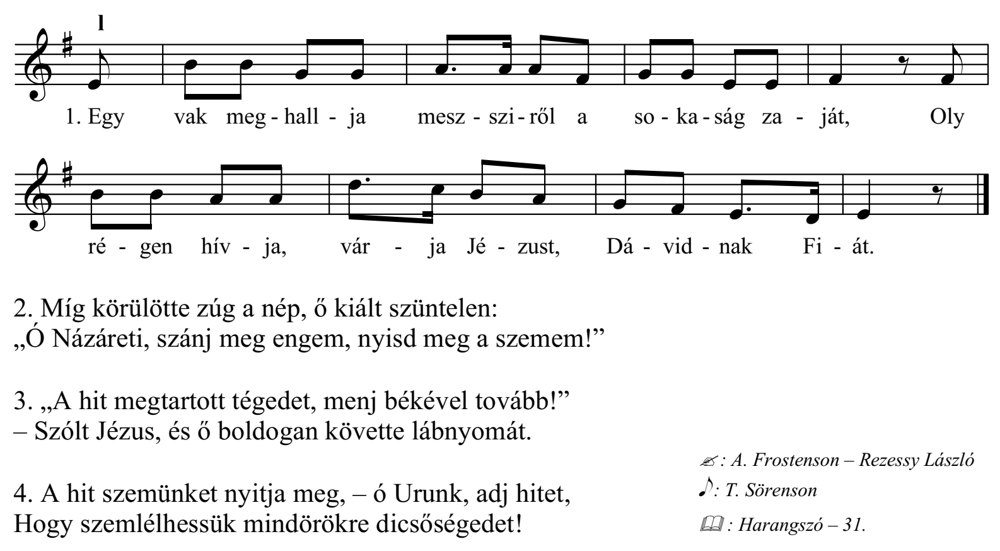 l
1. Egy vak meg - hall - ja mesz - szi - ről a so - ka - ság za - ját, Oly
ré - gen hív - ja, vár - ja Jé - zust, Dá - vid - nak Fi - át.
2. Míg körülötte zúg a nép, ő kiált szüntelen:
„Ó Názáreti, szánj meg engem, nyisd meg a szemem!”
3. „A hit megtartott tégedet, menj békével tovább!”
– Szólt Jézus, és ő boldogan követte lábnyomát.
4. A hit szemünket nyitja meg, – ó Urunk, adj hitet,
Hogy szemlélhessük mindörökre dicsőségedet!
: A. Frostenson – Rezessy László
: T. Sörenson
: Harangszó – 31.